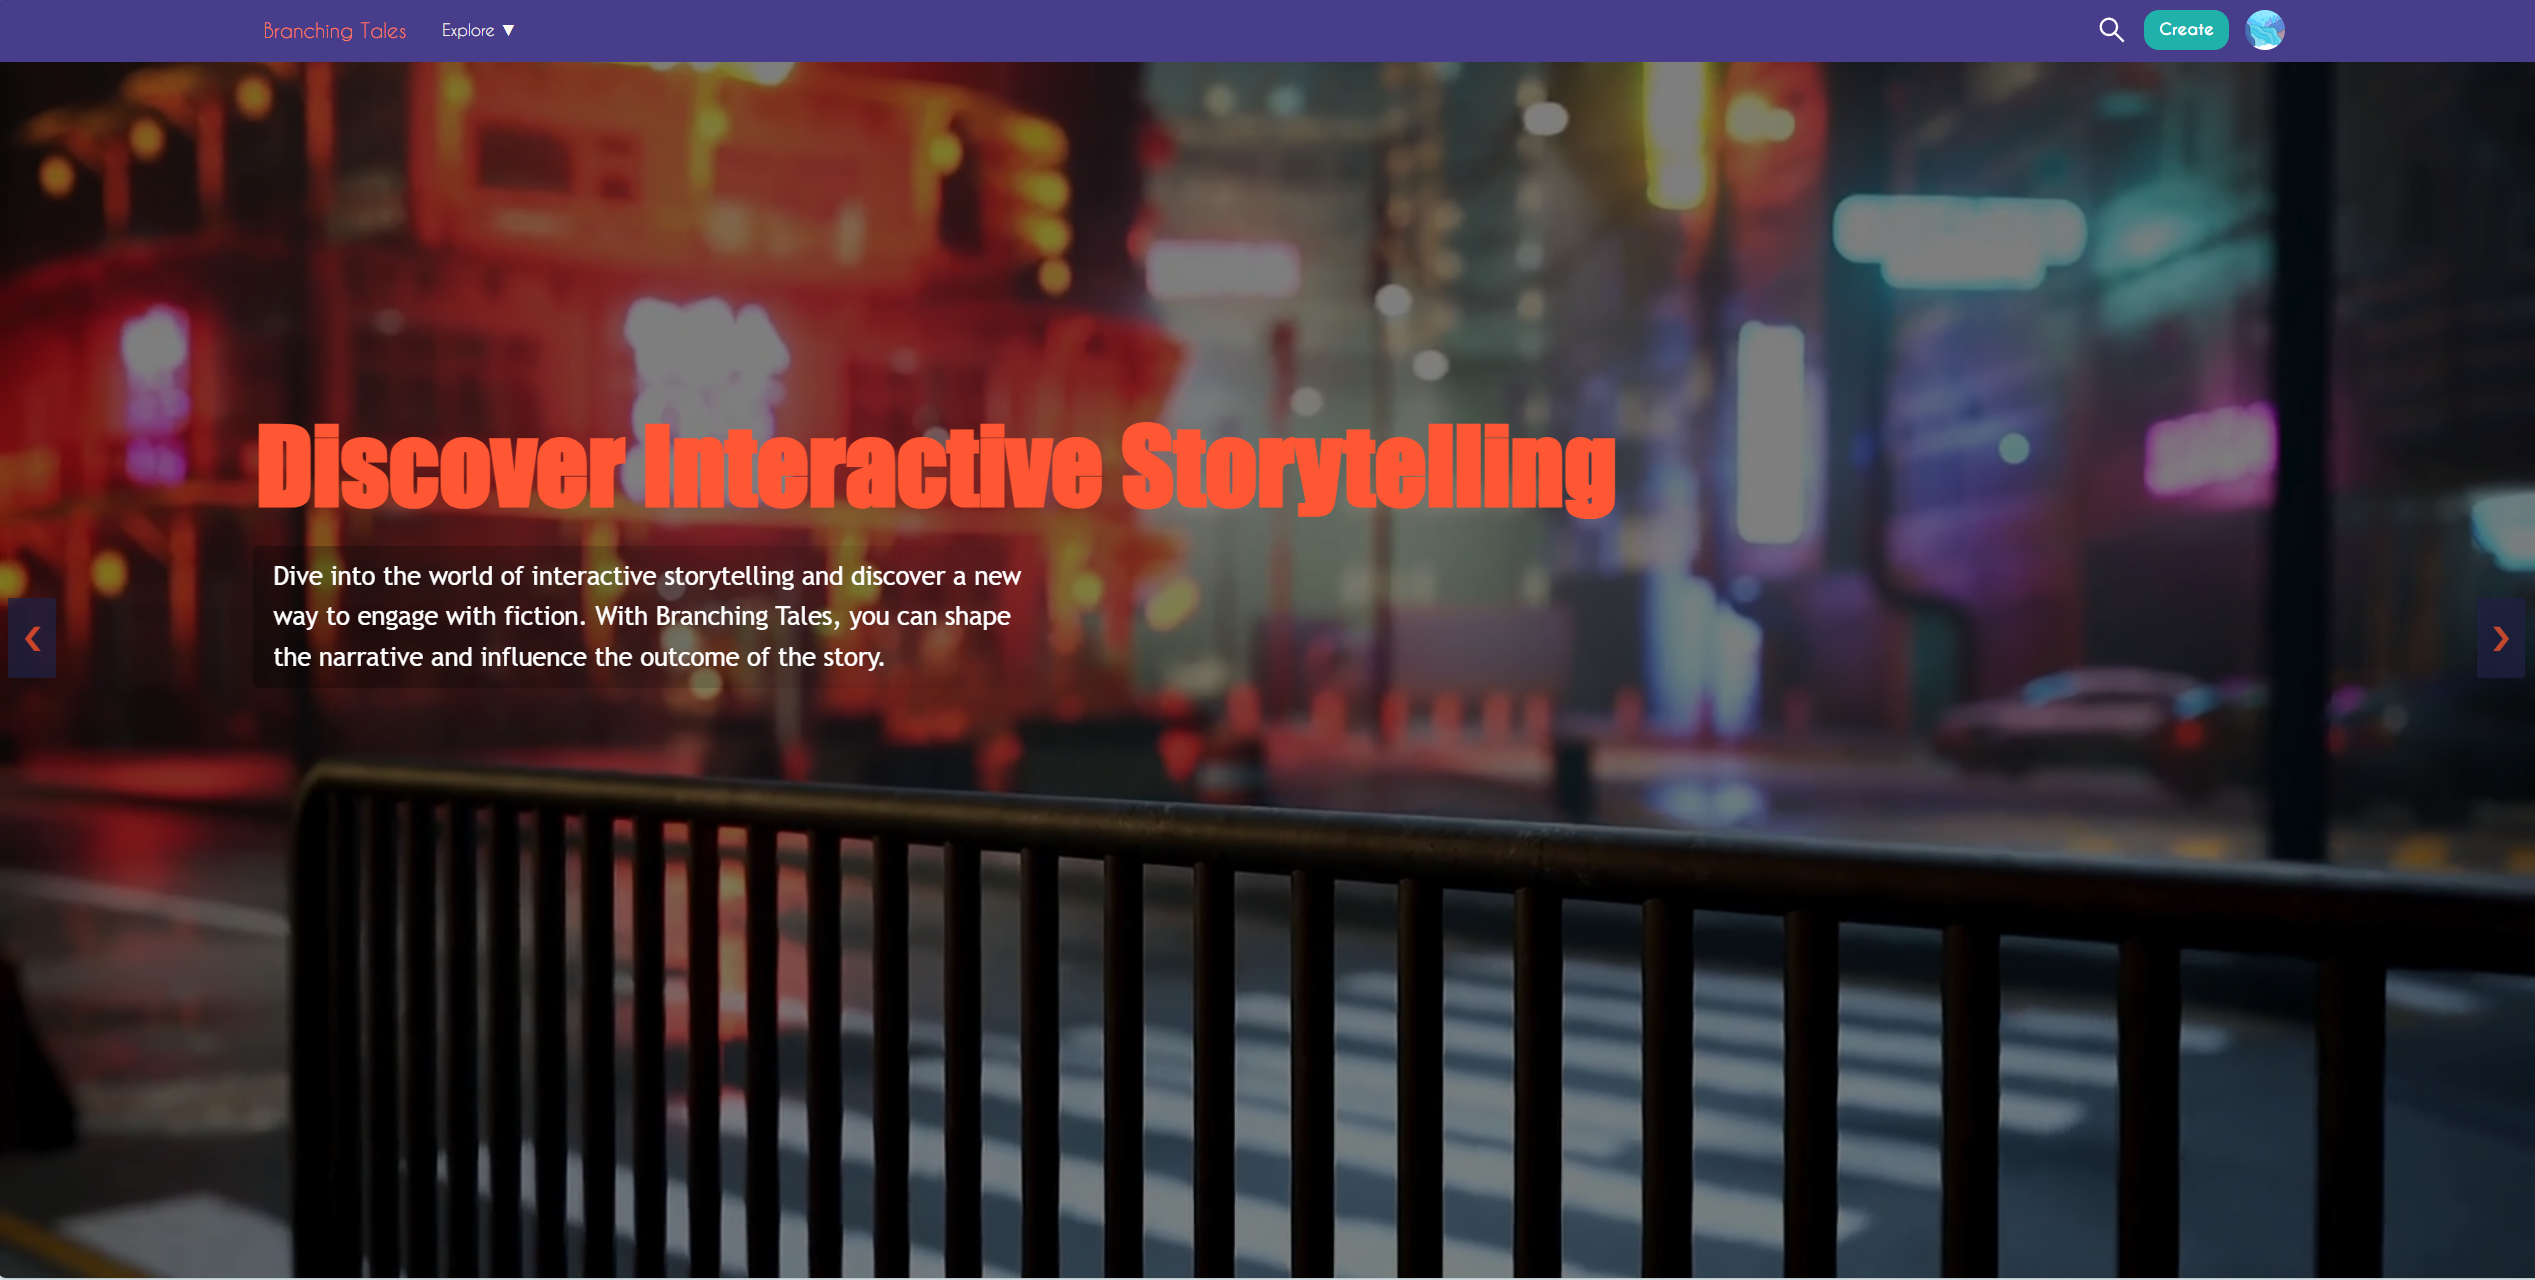 Branching Tales
Explore ▼
Create
Discover Interactive Storytelling
Dive into the world of interactive storytelling and discover a new
way to engage with fiction. With Branching Tales, you can shape
the narrative and influence the outcome of the story.